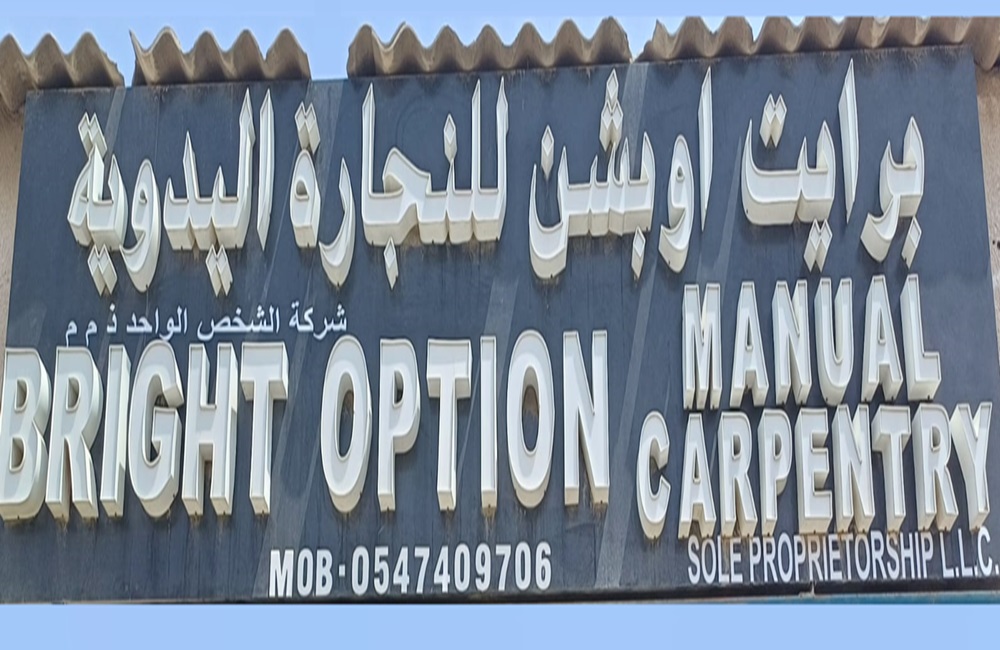 برايت اوبشن للنجارة اليدوية
شركة الشخص الواحد ذ م م
BRIGHT OPTION
MANUAL
CARPENTRY
SOLE PROPRIETORSHIP L.L.C.
MOB-0547409706